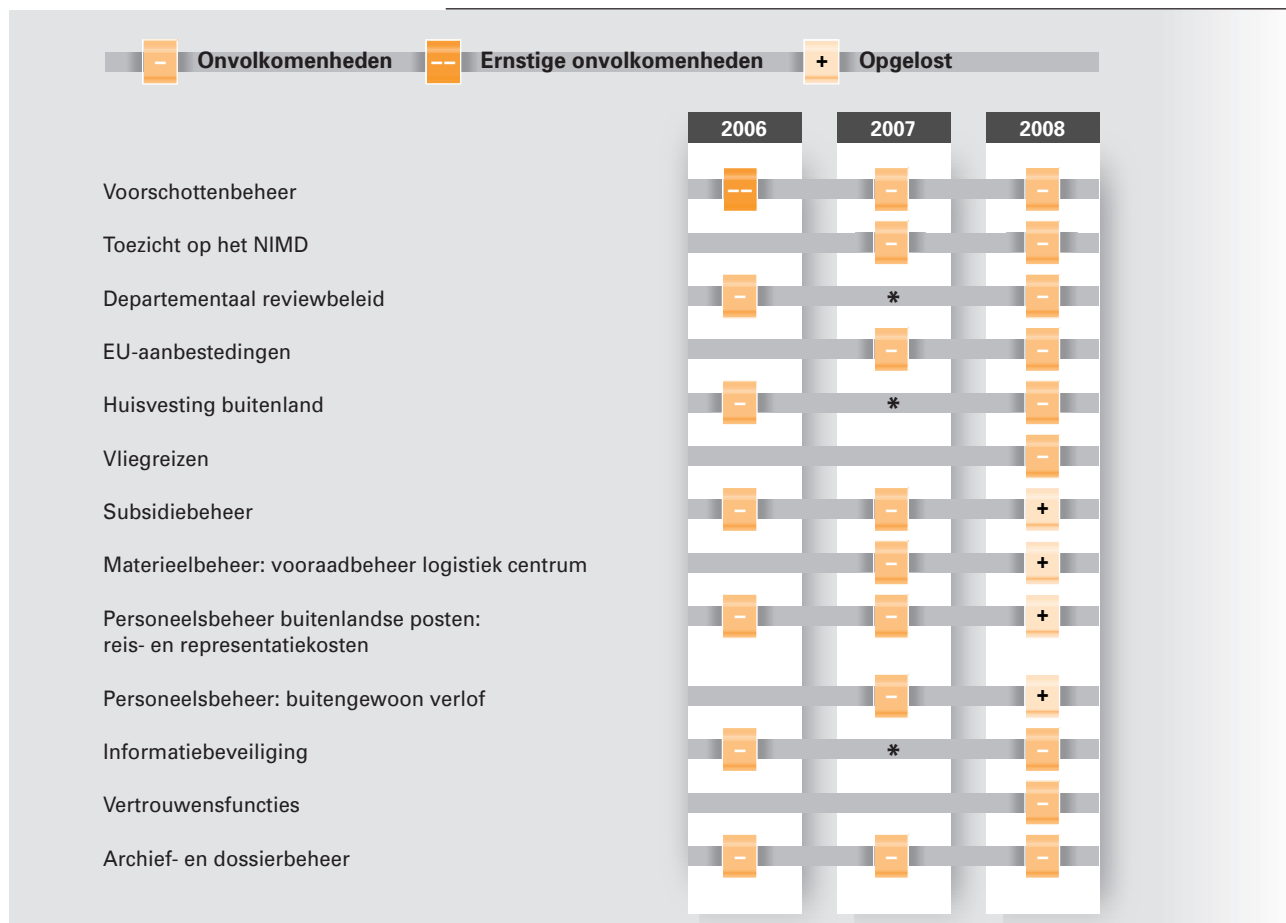 – Onvolkomenheden –– Ernstige onvolkomenheden + Opgelost
2006 2007 2008
Voorschottenbeheer –– – –
Toezicht op het NIMD – –
Departementaal reviewbeleid – * –
EU-aanbestedingen – –
Huisvesting buitenland – * –
Vliegreizen –
Subsidiebeheer – – +
Materieelbeheer: vooraadbeheer logistiek centrum – +
Personeelsbeheer buitenlandse posten: – – +
reis- en representatiekosten
Personeelsbeheer: buitengewoon verlof – +
Informatiebeveiliging – * –
Vertrouwensfuncties –
Archief- en dossierbeheer – – –